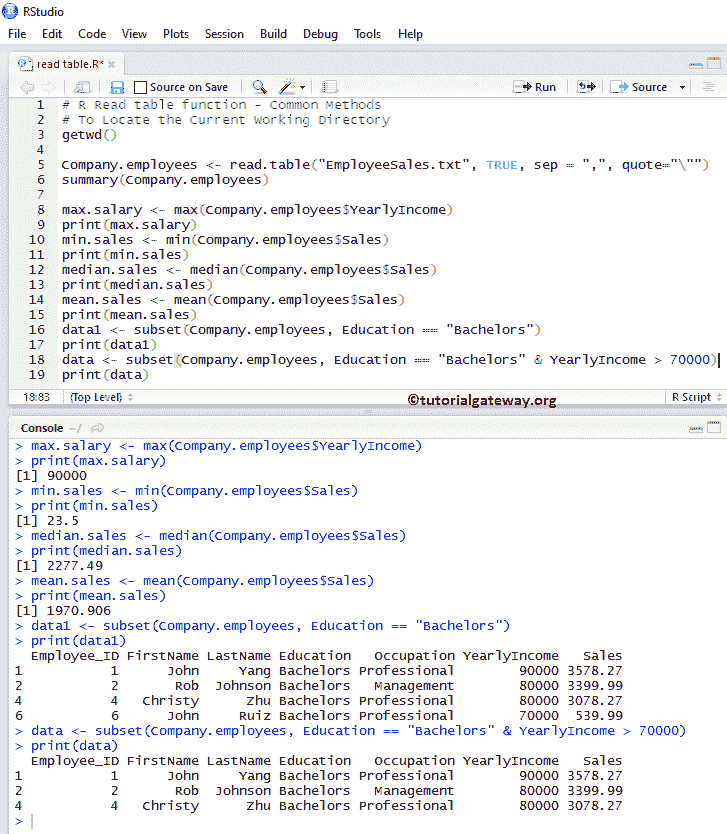 RStudio
File Edit Code View Plots Session Build Debug Tools Help
read table.R*
Source on Save Run Source
1 # R Read table function - Common Methods
2 # To Locate the Current Working Directory
3 getwd()
4
5 Company.employees <- read.table("EmployeeSales.txt", TRUE, sep = ",", quote="\"")
6 summary(Company.employees)
7
8 max.salary <- max(Company.employees$YearlyIncome)
9 print(max.salary)
10 min.sales <- min(Company.employees$Sales)
11 print(min.sales)
12 median.sales <- median(Company.employees$Sales)
13 print(median.sales)
14 mean.sales <- mean(Company.employees$Sales)
15 print(mean.sales)
16 data1 <- subset(Company.employees, Education == "Bachelors")
17 print(data1)
18 data <- subset(Company.employees, Education == "Bachelors" & YearlyIncome > 70000)
19 print(data)
18:83 (Top Level) R Script
©tutorialgateway.org
Console ~/
> max.salary <- max(Company.employees$YearlyIncome)
> print(max.salary)
[1] 90000
> min.sales <- min(Company.employees$Sales)
> print(min.sales)
[1] 23.5
> median.sales <- median(Company.employees$Sales)
> print(median.sales)
[1] 2277.49
> mean.sales <- mean(Company.employees$Sales)
> print(mean.sales)
[1] 1970.906
> data1 <- subset(Company.employees, Education == "Bachelors")
> print(data1)
Employee_ID FirstName LastName Education Occupation YearlyIncome Sales
1 1 John Yang Bachelors Professional 90000 3578.27
2 2 Rob Johnson Bachelors Management 80000 3399.99
4 4 Christy Zhu Bachelors Professional 80000 3078.27
6 6 John Ruiz Bachelors Professional 70000 539.99
> data <- subset(Company.employees, Education == "Bachelors" & YearlyIncome > 70000)
> print(data)
Employee_ID FirstName LastName Education Occupation YearlyIncome Sales
1 1 John Yang Bachelors Professional 90000 3578.27
2 2 Rob Johnson Bachelors Management 80000 3399.99
4 4 Christy Zhu Bachelors Professional 80000 3078.27
>